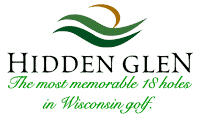 HIDDEN GLEN
The most memorable 18 holes
in Wisconsin golf.